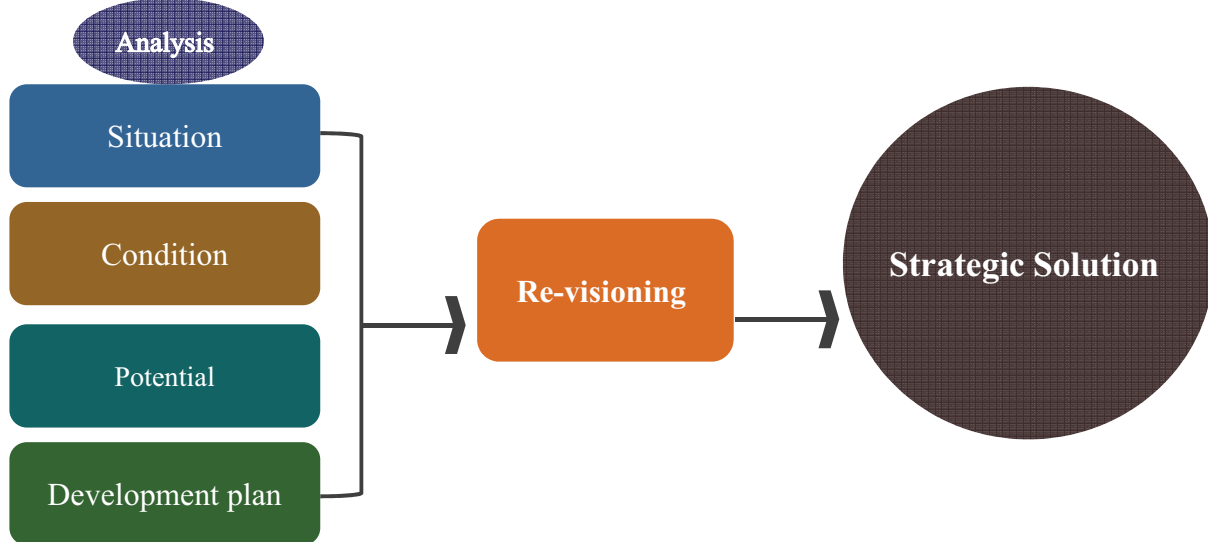 Analysis
Situation
Condition
Potential
Development plan
Re-visioning
Strategic Solution